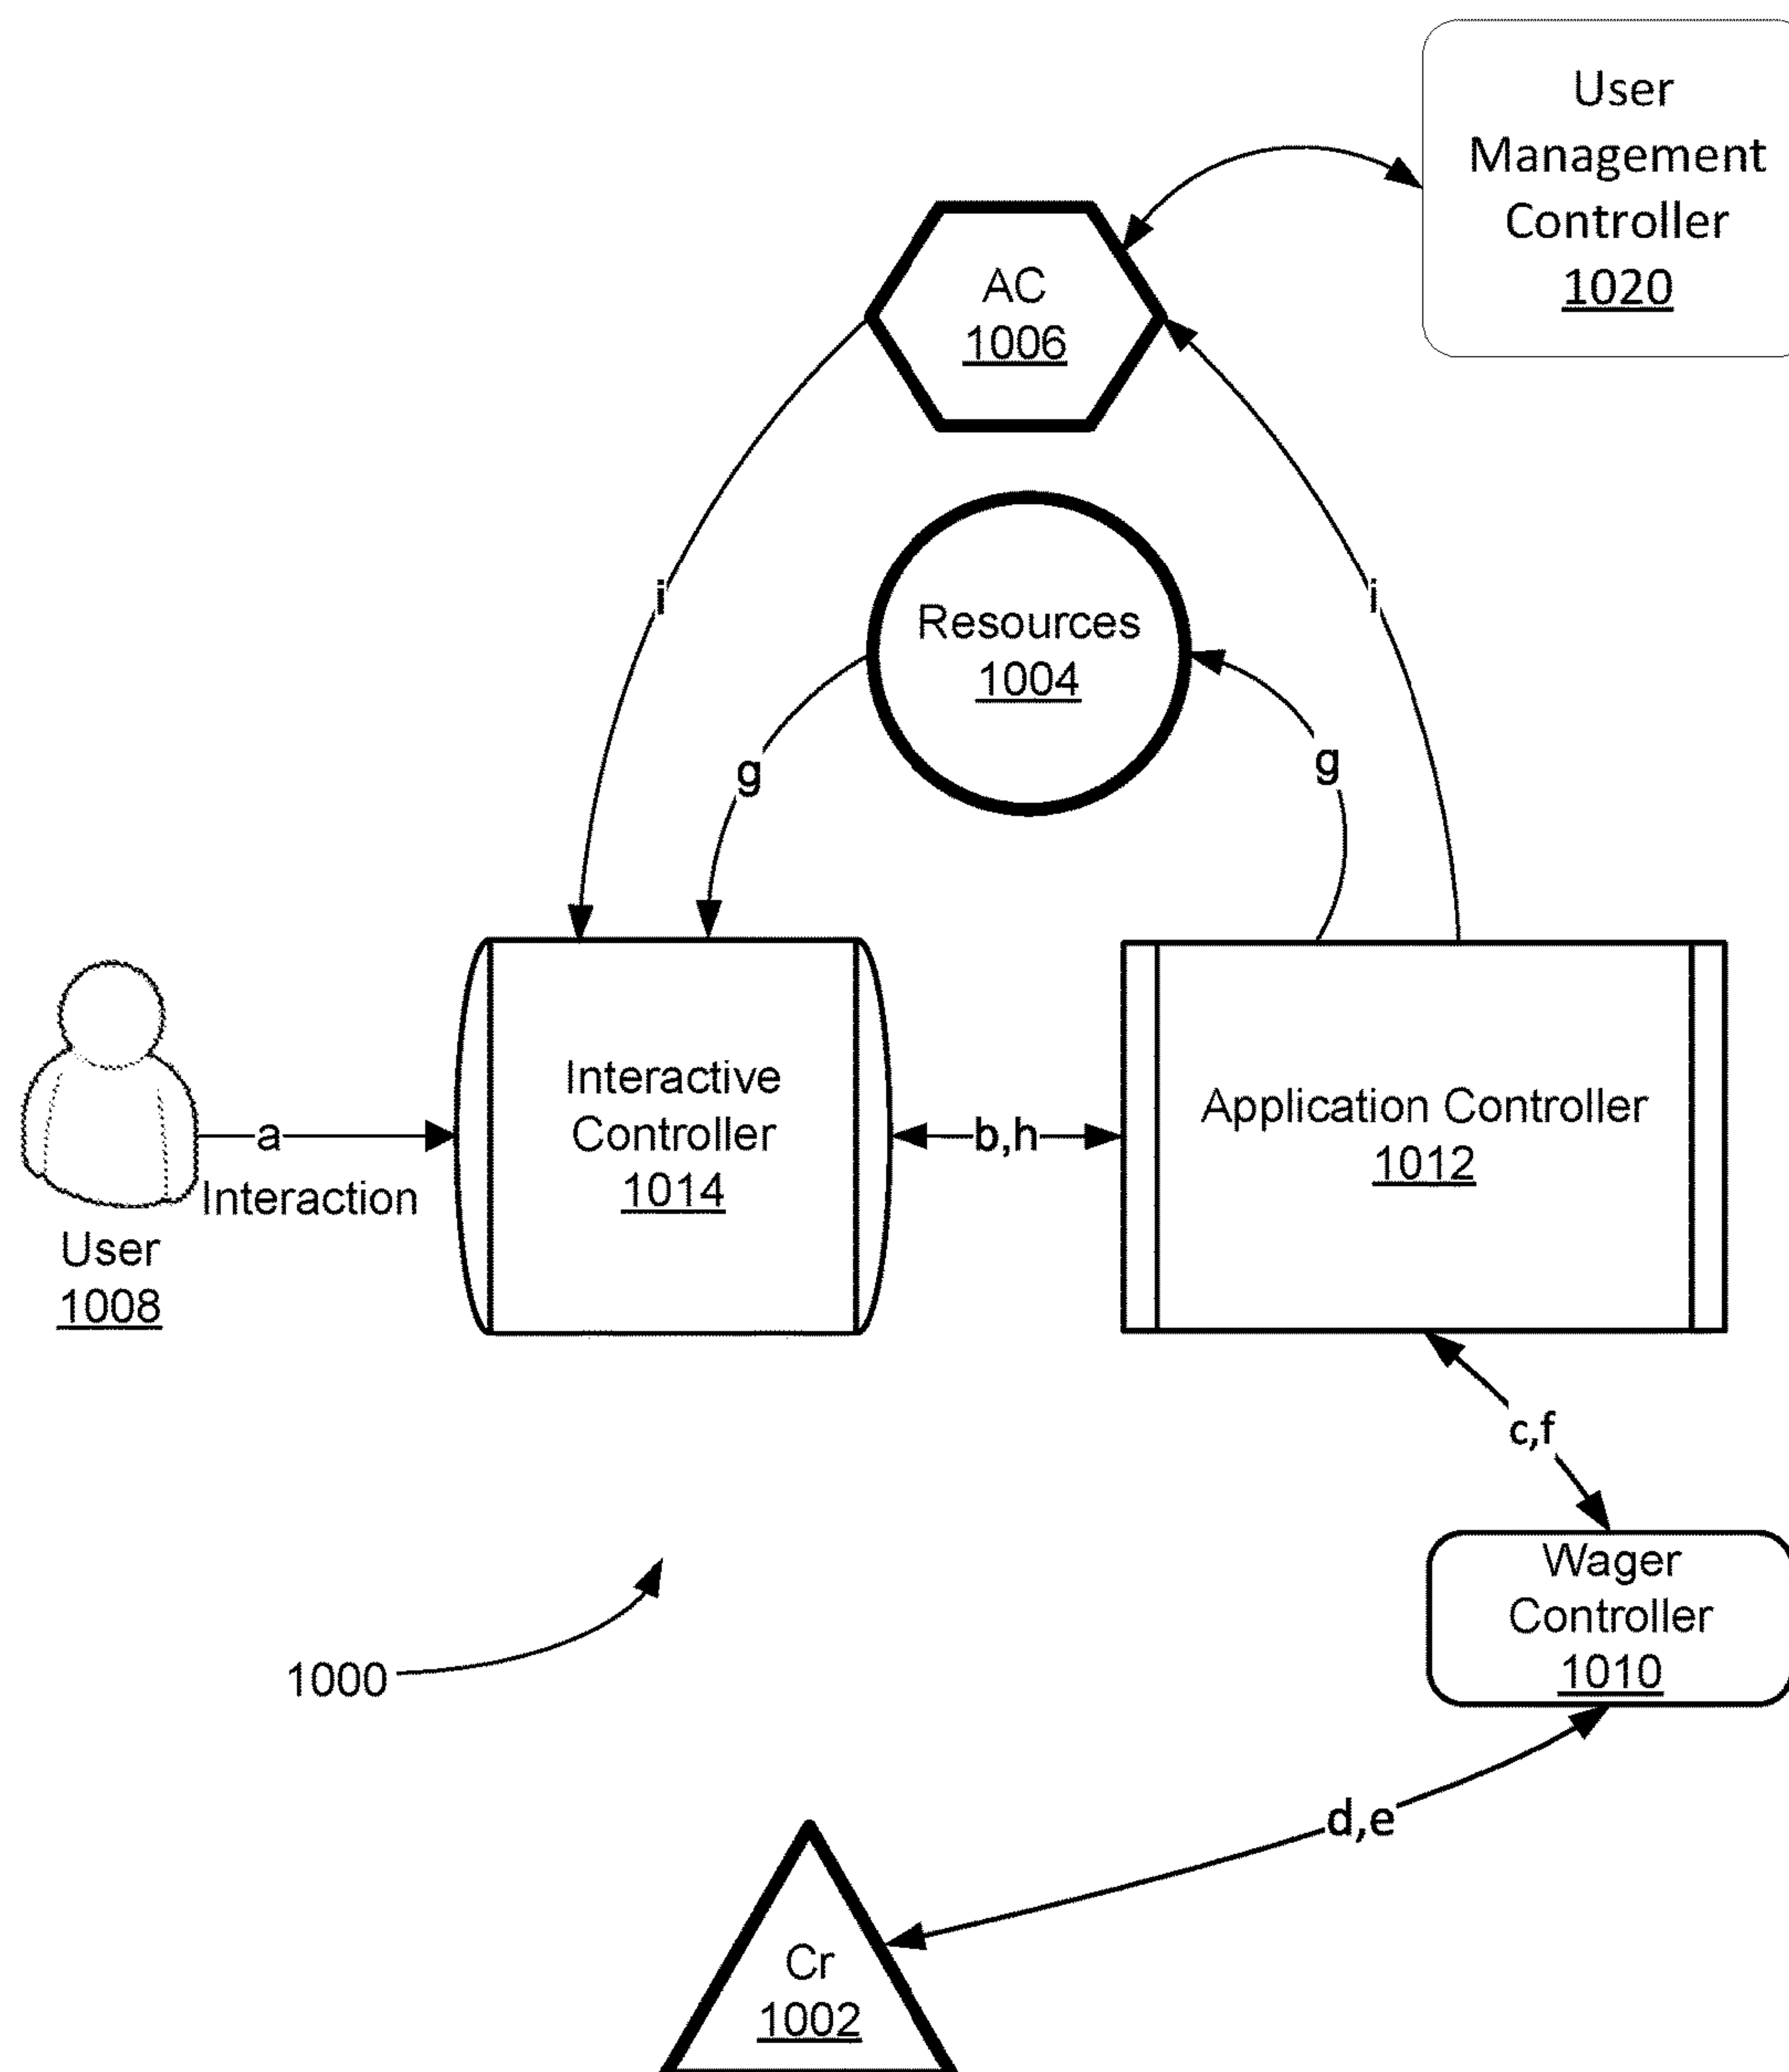 User
Management
Controller
1020
AC
1006
i
i
Resources
1004
g
g
Interactive
Controller
1014
Application Controller
1012
a
Interaction
b,h
User
1008
c,f
Wager
Controller
1010
1000
d,e
Cr
1002